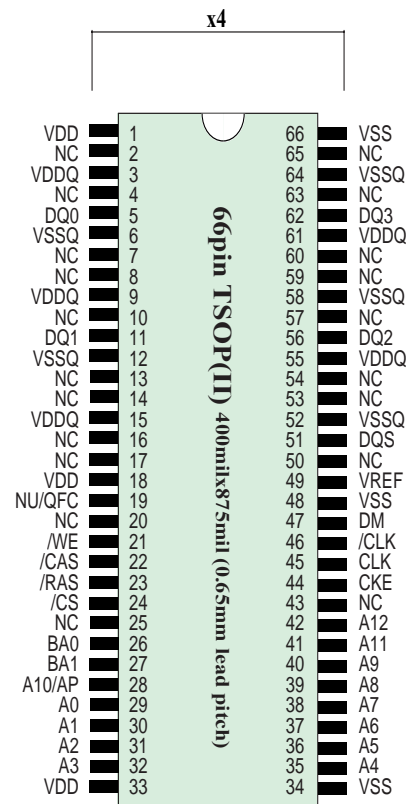 x4
VDD 1 66 VSS
NC 2 65 NC
VDDQ 3 64 VSSQ
NC 4 63 NC
DQ0 5 62 DQ3
VSSQ 6 61 VDDQ
NC 7 60 NC
NC 8 59 NC
VDDQ 9 58 VSSQ
NC 10 57 NC
DQ1 11 56 DQ2
VSSQ 12 55 VDDQ
NC 13 54 NC
NC 14 53 NC
VDDQ 15 52 VSSQ
NC 16 51 DQS
NC 17 50 NC
VDD 18 49 VREF
NU/QFC 19 48 VSS
NC 20 47 DM
/WE 21 46 /CLK
/CAS 22 45 CLK
/RAS 23 44 CKE
/CS 24 43 NC
NC 25 42 A12
BA0 26 41 A11
BA1 27 40 A9
A10/AP 28 39 A8
A0 29 38 A7
A1 30 37 A6
A2 31 36 A5
A3 32 35 A4
VDD 33 34 VSS
66pin TSOP(II) 400milx875mil (0.65mm lead pitch)